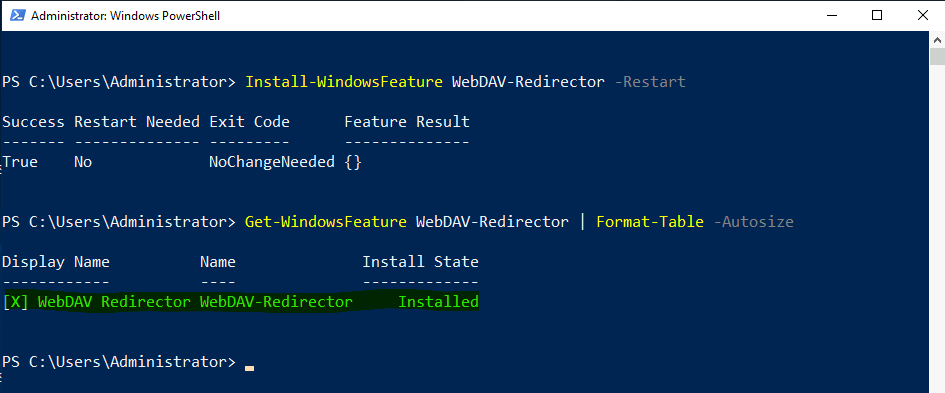 Administrator: Windows PowerShell
PS C:\Users\Administrator> Install-WindowsFeature WebDAV-Redirector -Restart
Success Restart Needed Exit Code      Feature Result
------- -------------- ---------      --------------
True    No             NoChangeNeeded {}
PS C:\Users\Administrator> Get-WindowsFeature WebDAV-Redirector | Format-Table -Autosize
Display Name          Name              Install State
------------          ----              -------------
[X] WebDAV Redirector WebDAV-Redirector     Installed
PS C:\Users\Administrator>